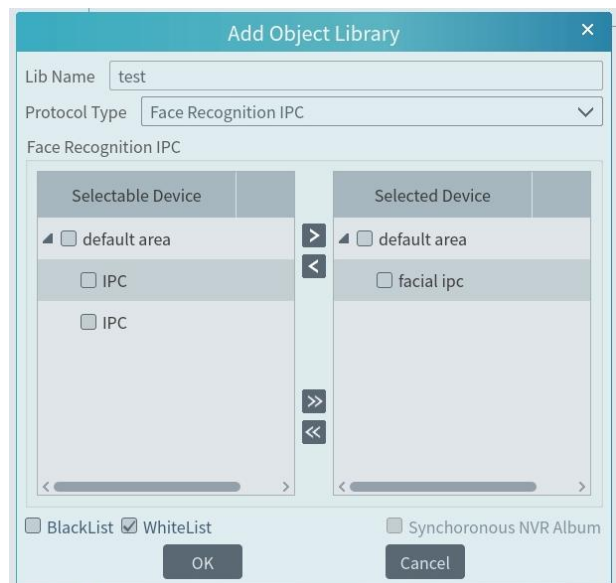 Add Object Library ×
Lib Name test
Protocol Type Face Recognition IPC
Face Recognition IPC
Selectable Device Selected Device
default area default area
IPC facial ipc
IPC
BlackList WhiteList Synchoronous NVR Album
OK Cancel